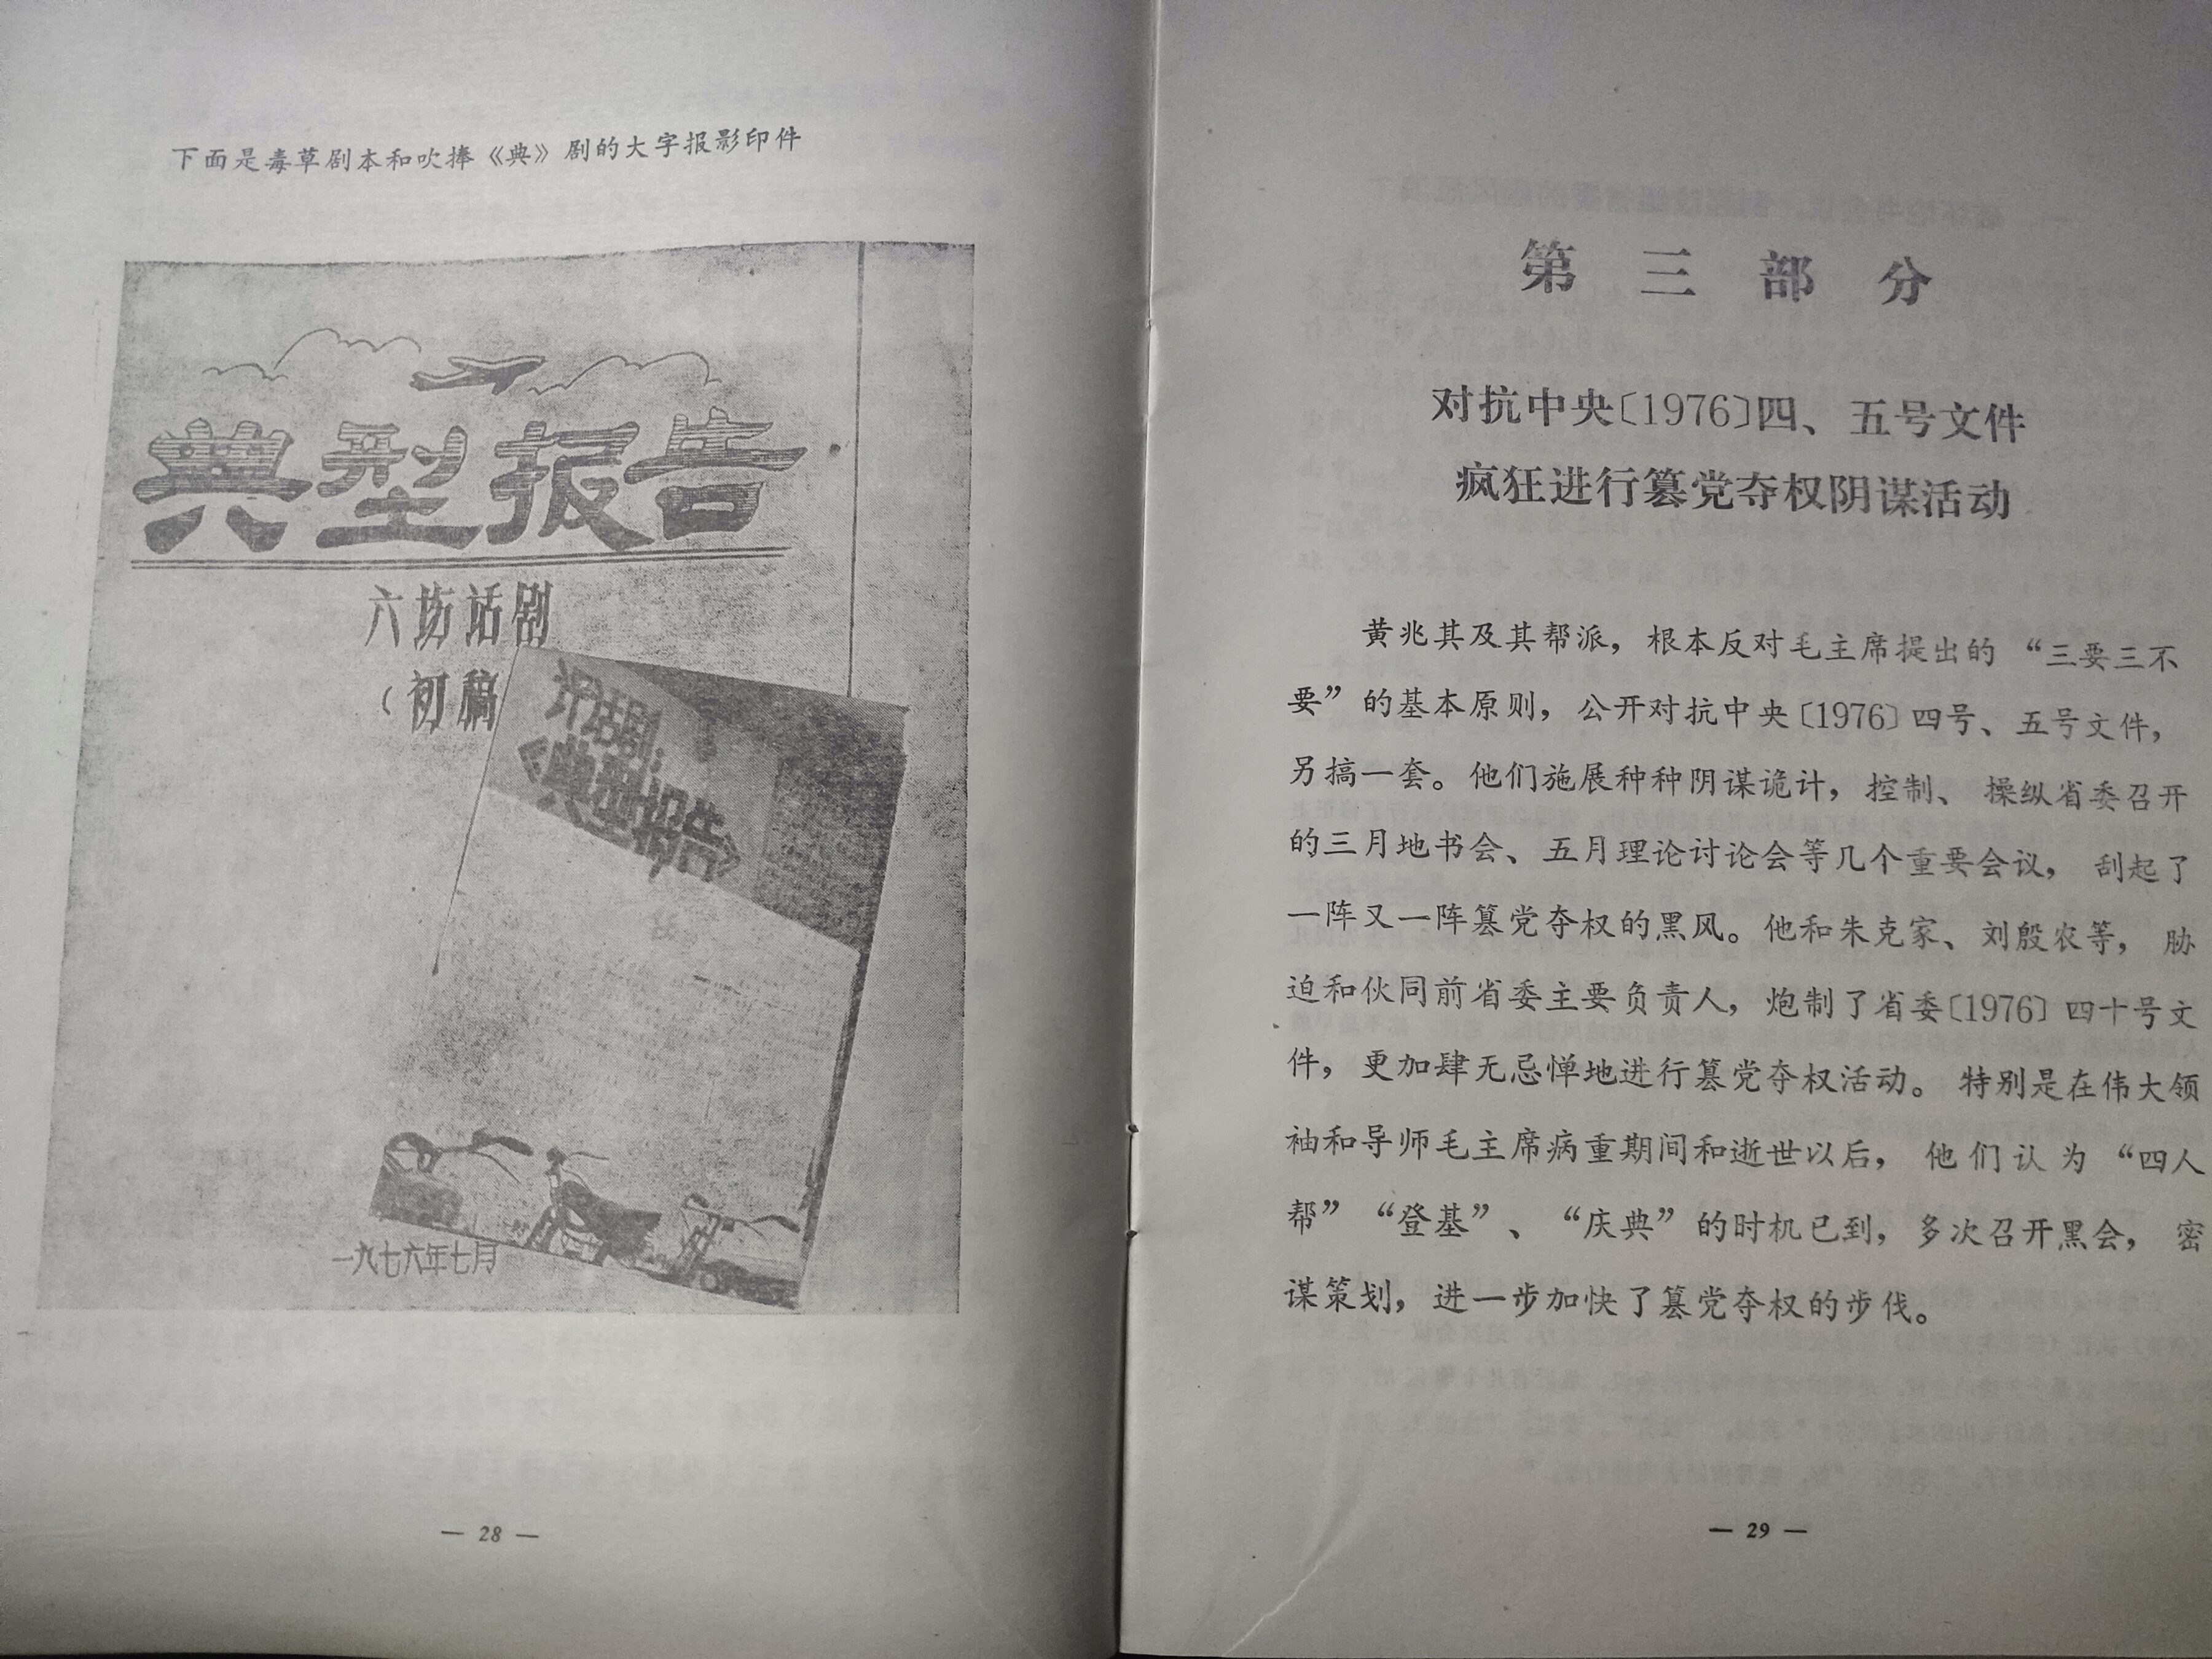 下面是毒草剧本和吹捧《典》剧的大字报影印件
典型报告
六场话剧
（初稿
评话剧：
《典型报告》
一九七六年七月
— 28 —
第三部分
对抗中央〔1976〕四、五号文件
疯狂进行篡党夺权阴谋活动
黄兆其及其帮派，根本反对毛主席提出的“三要三不
要”的基本原则，公开对抗中央〔1976〕四号、五号文件，
另搞一套。他们施展种种阴谋诡计，控制、操纵省委召开
的三月地书会、五月理论讨论会等几个重要会议，刮起了
一阵又一阵篡党夺权的黑风。他和朱克家、刘殷农等，胁
迫和伙同前省委主要负责人，炮制了省委〔1976〕四十号文
件，更加肆无忌惮地进行篡党夺权活动。特别是在伟大领
袖和导师毛主席病重期间和逝世以后，他们认为“四人
帮”“登基”、“庆典”的时机已到，多次召开黑会，密
谋策划，进一步加快了篡党夺权的步伐。
— 29 —